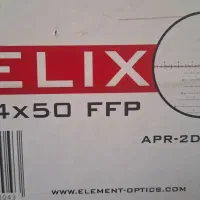 ELIX
4x50 FFP
APR-2D
WWW.ELEMENT-OPTICS.COM